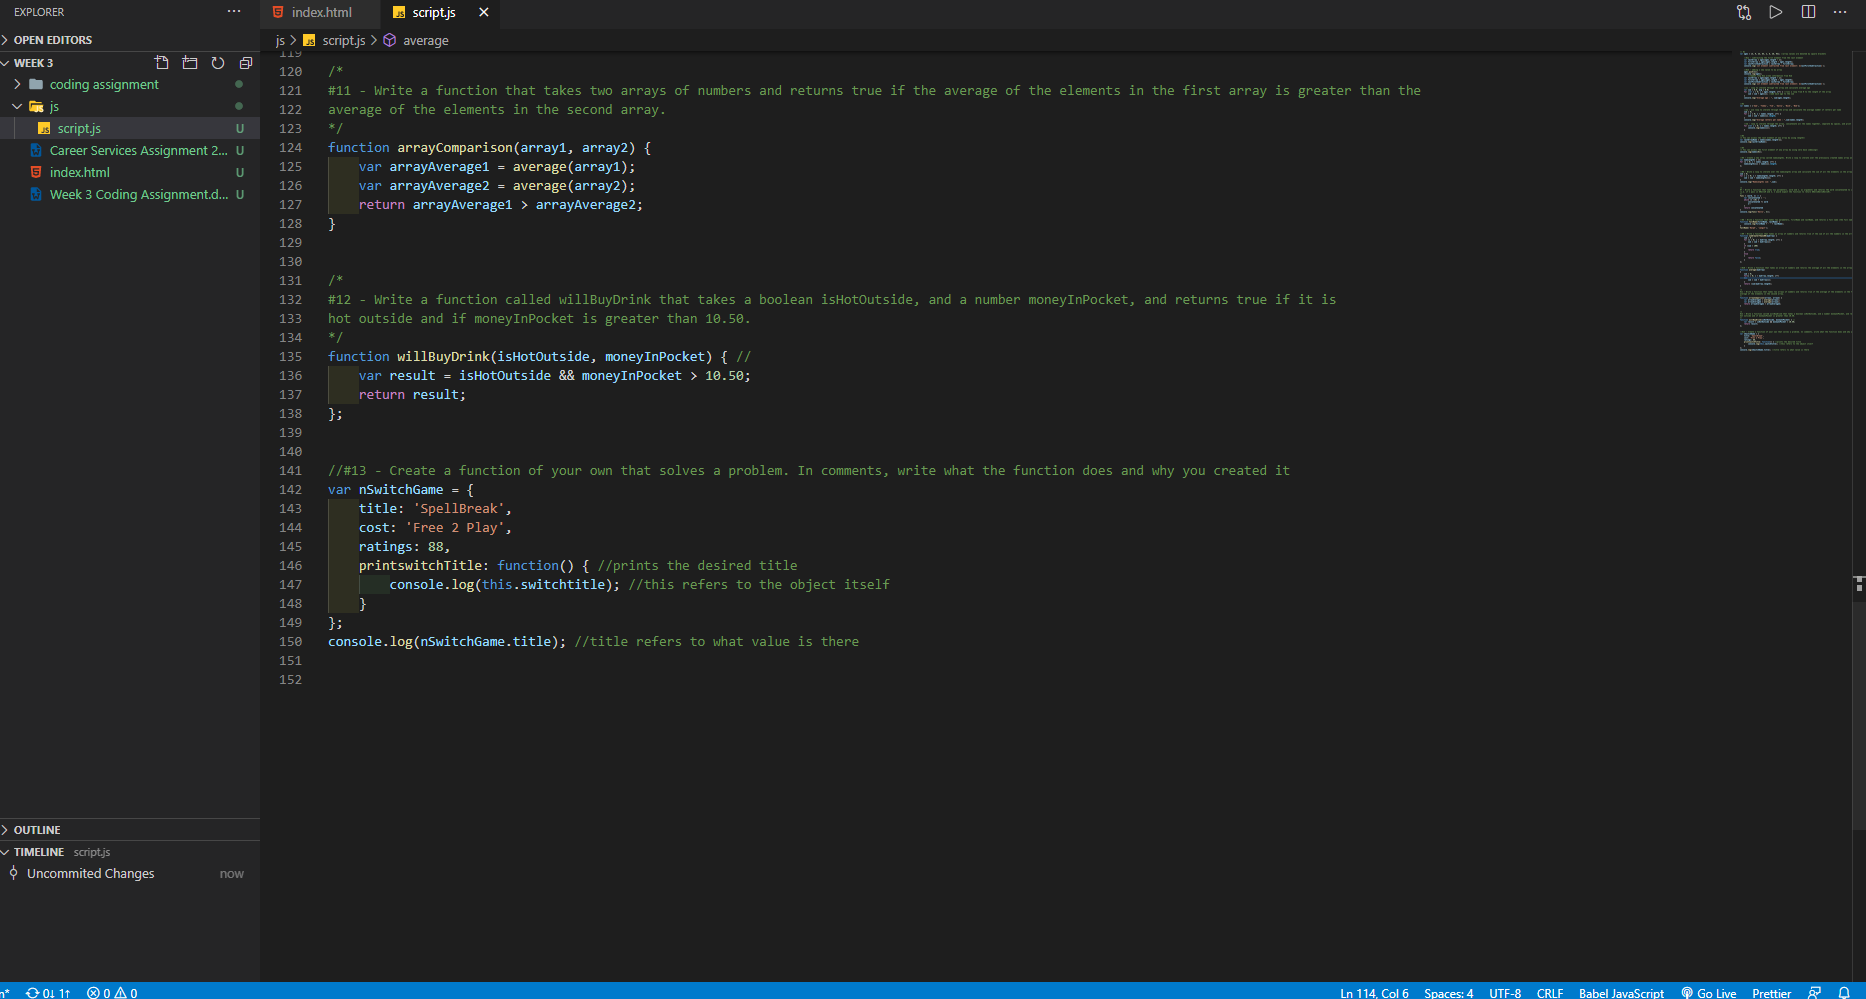 EXPLORER
index.html
script.js
OPEN EDITORS
js > script.js > average
WEEK 3
coding assignment
js
script.js U
Career Services Assignment 2... U
index.html U
Week 3 Coding Assignment.d... U
119
120 /*
121 #11 - Write a function that takes two arrays of numbers and returns true if the average of the elements in the first array is greater than the
122 average of the elements in the second array.
123 */
124 function arrayComparison(array1, array2) {
125 var arrayAverage1 = average(array1);
126 var arrayAverage2 = average(array2);
127 return arrayAverage1 > arrayAverage2;
128 }
129
130
131 /*
132 #12 - Write a function called willBuyDrink that takes a boolean isHotOutside, and a number moneyInPocket, and returns true if it is
133 hot outside and if moneyInPocket is greater than 10.50.
134 */
135 function willBuyDrink(isHotOutside, moneyInPocket) { //
136 var result = isHotOutside && moneyInPocket > 10.50;
137 return result;
138 };
139
140
141 //#13 - Create a function of your own that solves a problem. In comments, write what the function does and why you created it
142 var nSwitchGame = {
143 title: 'SpellBreak',
144 cost: 'Free 2 Play',
145 ratings: 88,
146 printswitchTitle: function() { //prints the desired title
147 console.log(this.switchtitle); //this refers to the object itself
148 }
149 };
150 console.log(nSwitchGame.title); //title refers to what value is there
151
152
OUTLINE
TIMELINE script.js
Uncommited Changes now
0↓ 1↑ 0 0
Ln 114, Col 6 Spaces: 4 UTF-8 CRLF Babel JavaScript Go Live Prettier